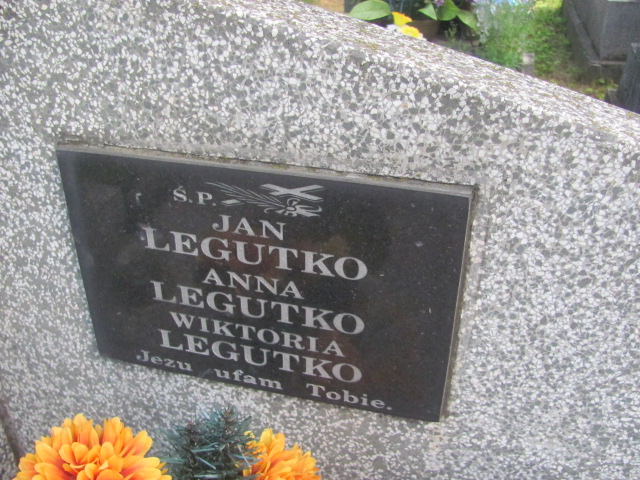 Ś.P.
JAN
LEGUTKO
ANNA
LEGUTKO
WIKTORIA
LEGUTKO
Jezu ufam Tobie.